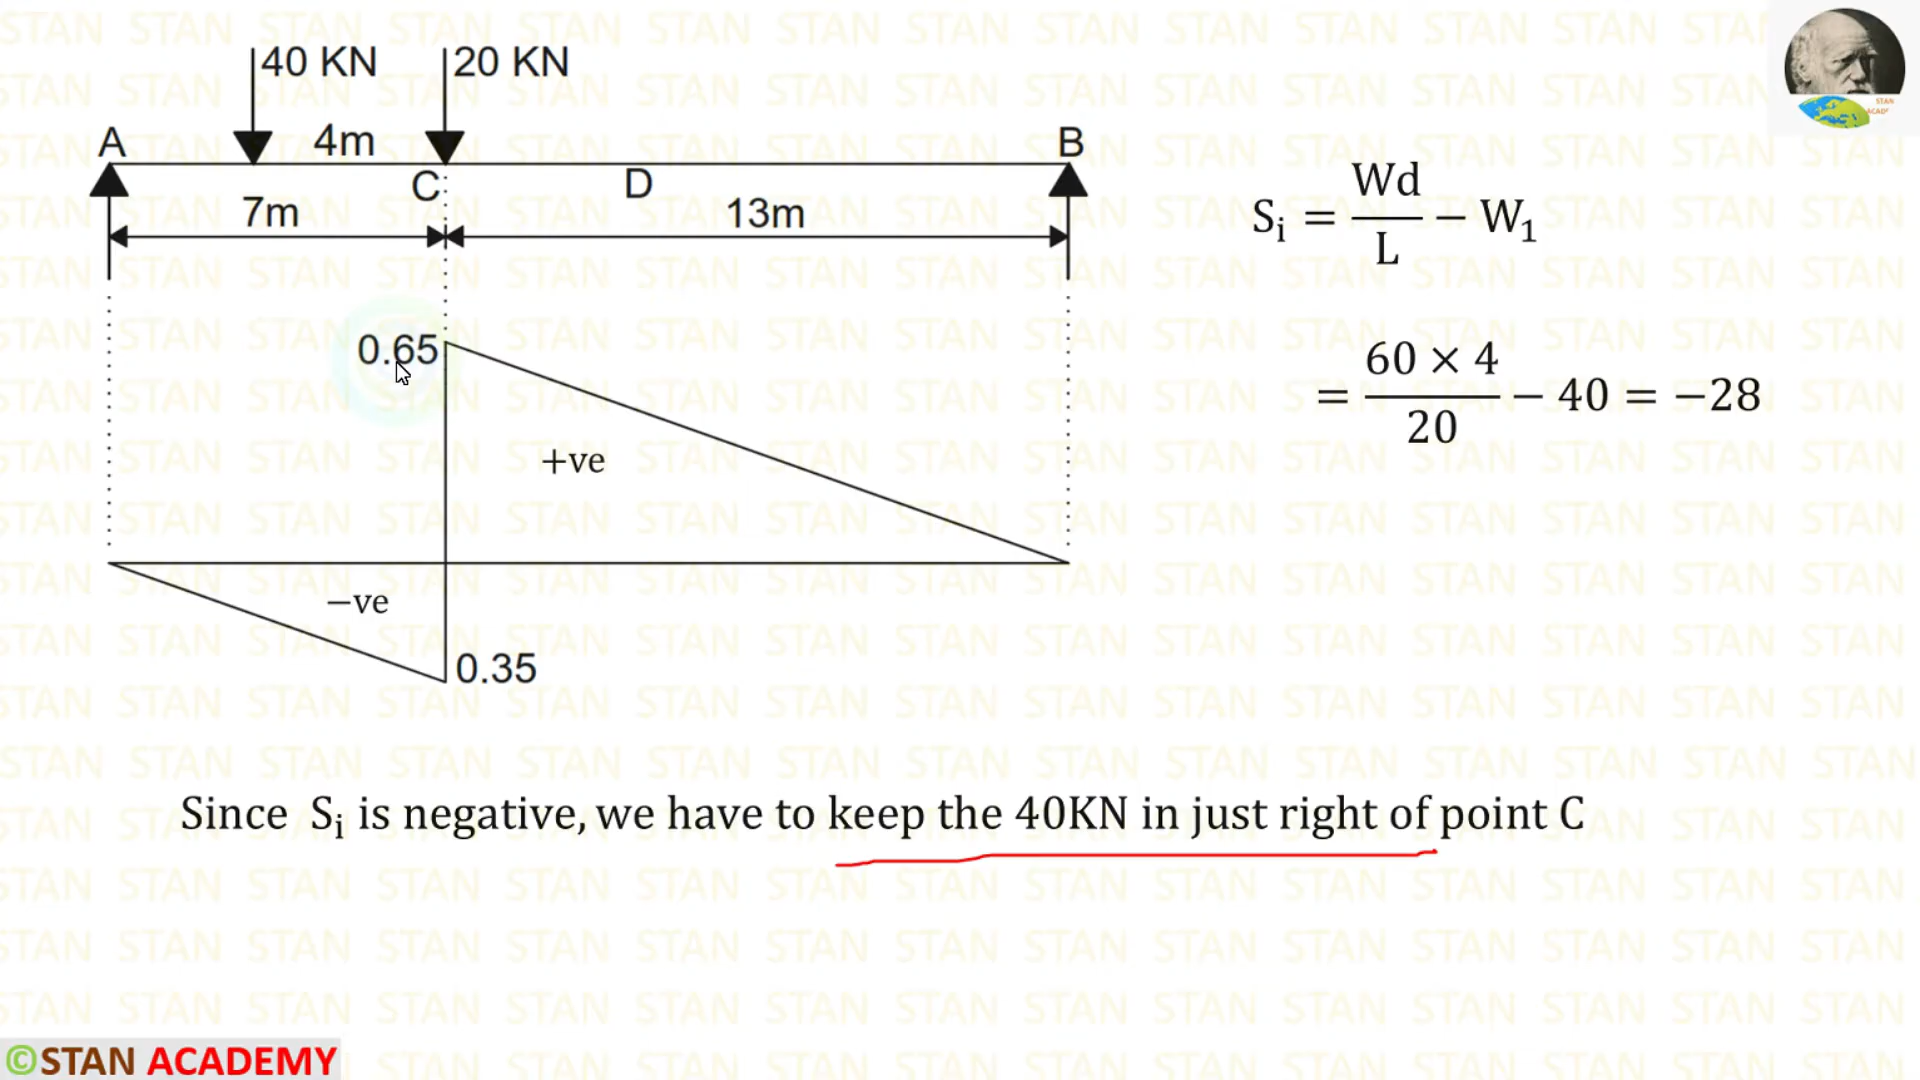 40 KN
20 KN
A
4m
B
C
D
7m
13m
0.65
+ve
−ve
0.35
Sᵢ = Wd/L − W₁
= 60 × 4/20 − 40 = −28
Since Sᵢ is negative, we have to keep the 40KN in just right of point C
©STAN ACADEMY